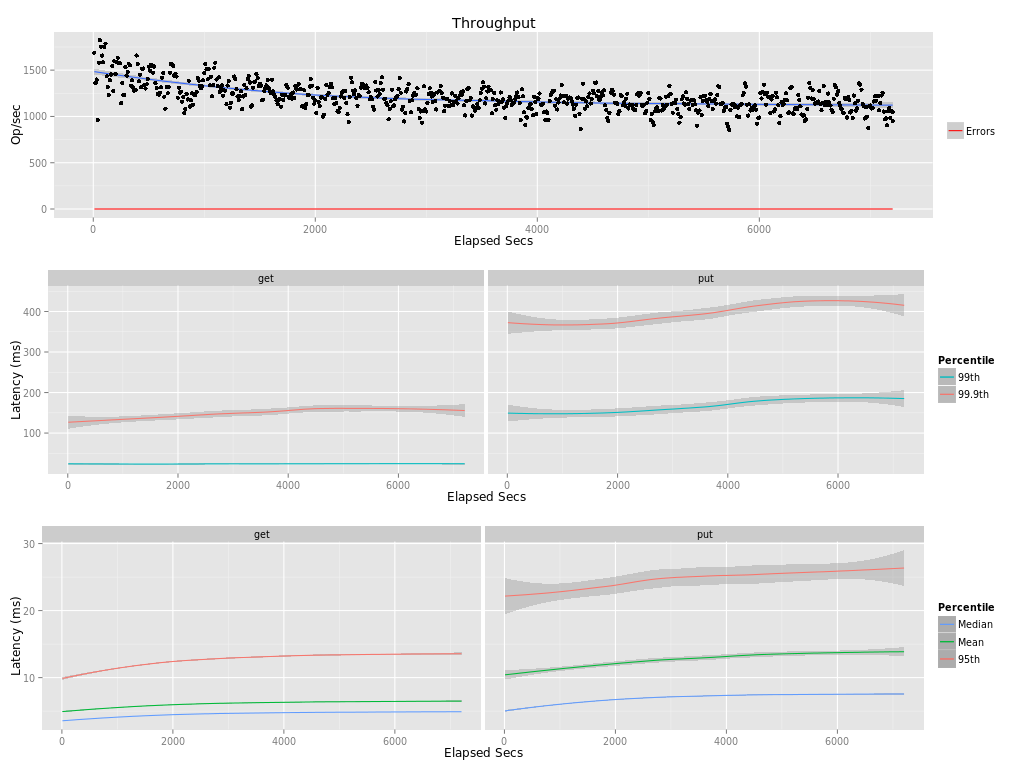 Throughput
Op/sec
1500
1000
500
0
0 2000 4000 6000
Elapsed Secs
Errors
get put
Latency (ms)
400
300
200
100
0 2000 4000 6000 0 2000 4000 6000
Elapsed Secs
Percentile
99th
99.9th
get put
Latency (ms)
30
20
10
0 2000 4000 6000 0 2000 4000 6000
Elapsed Secs
Percentile
Median
Mean
95th